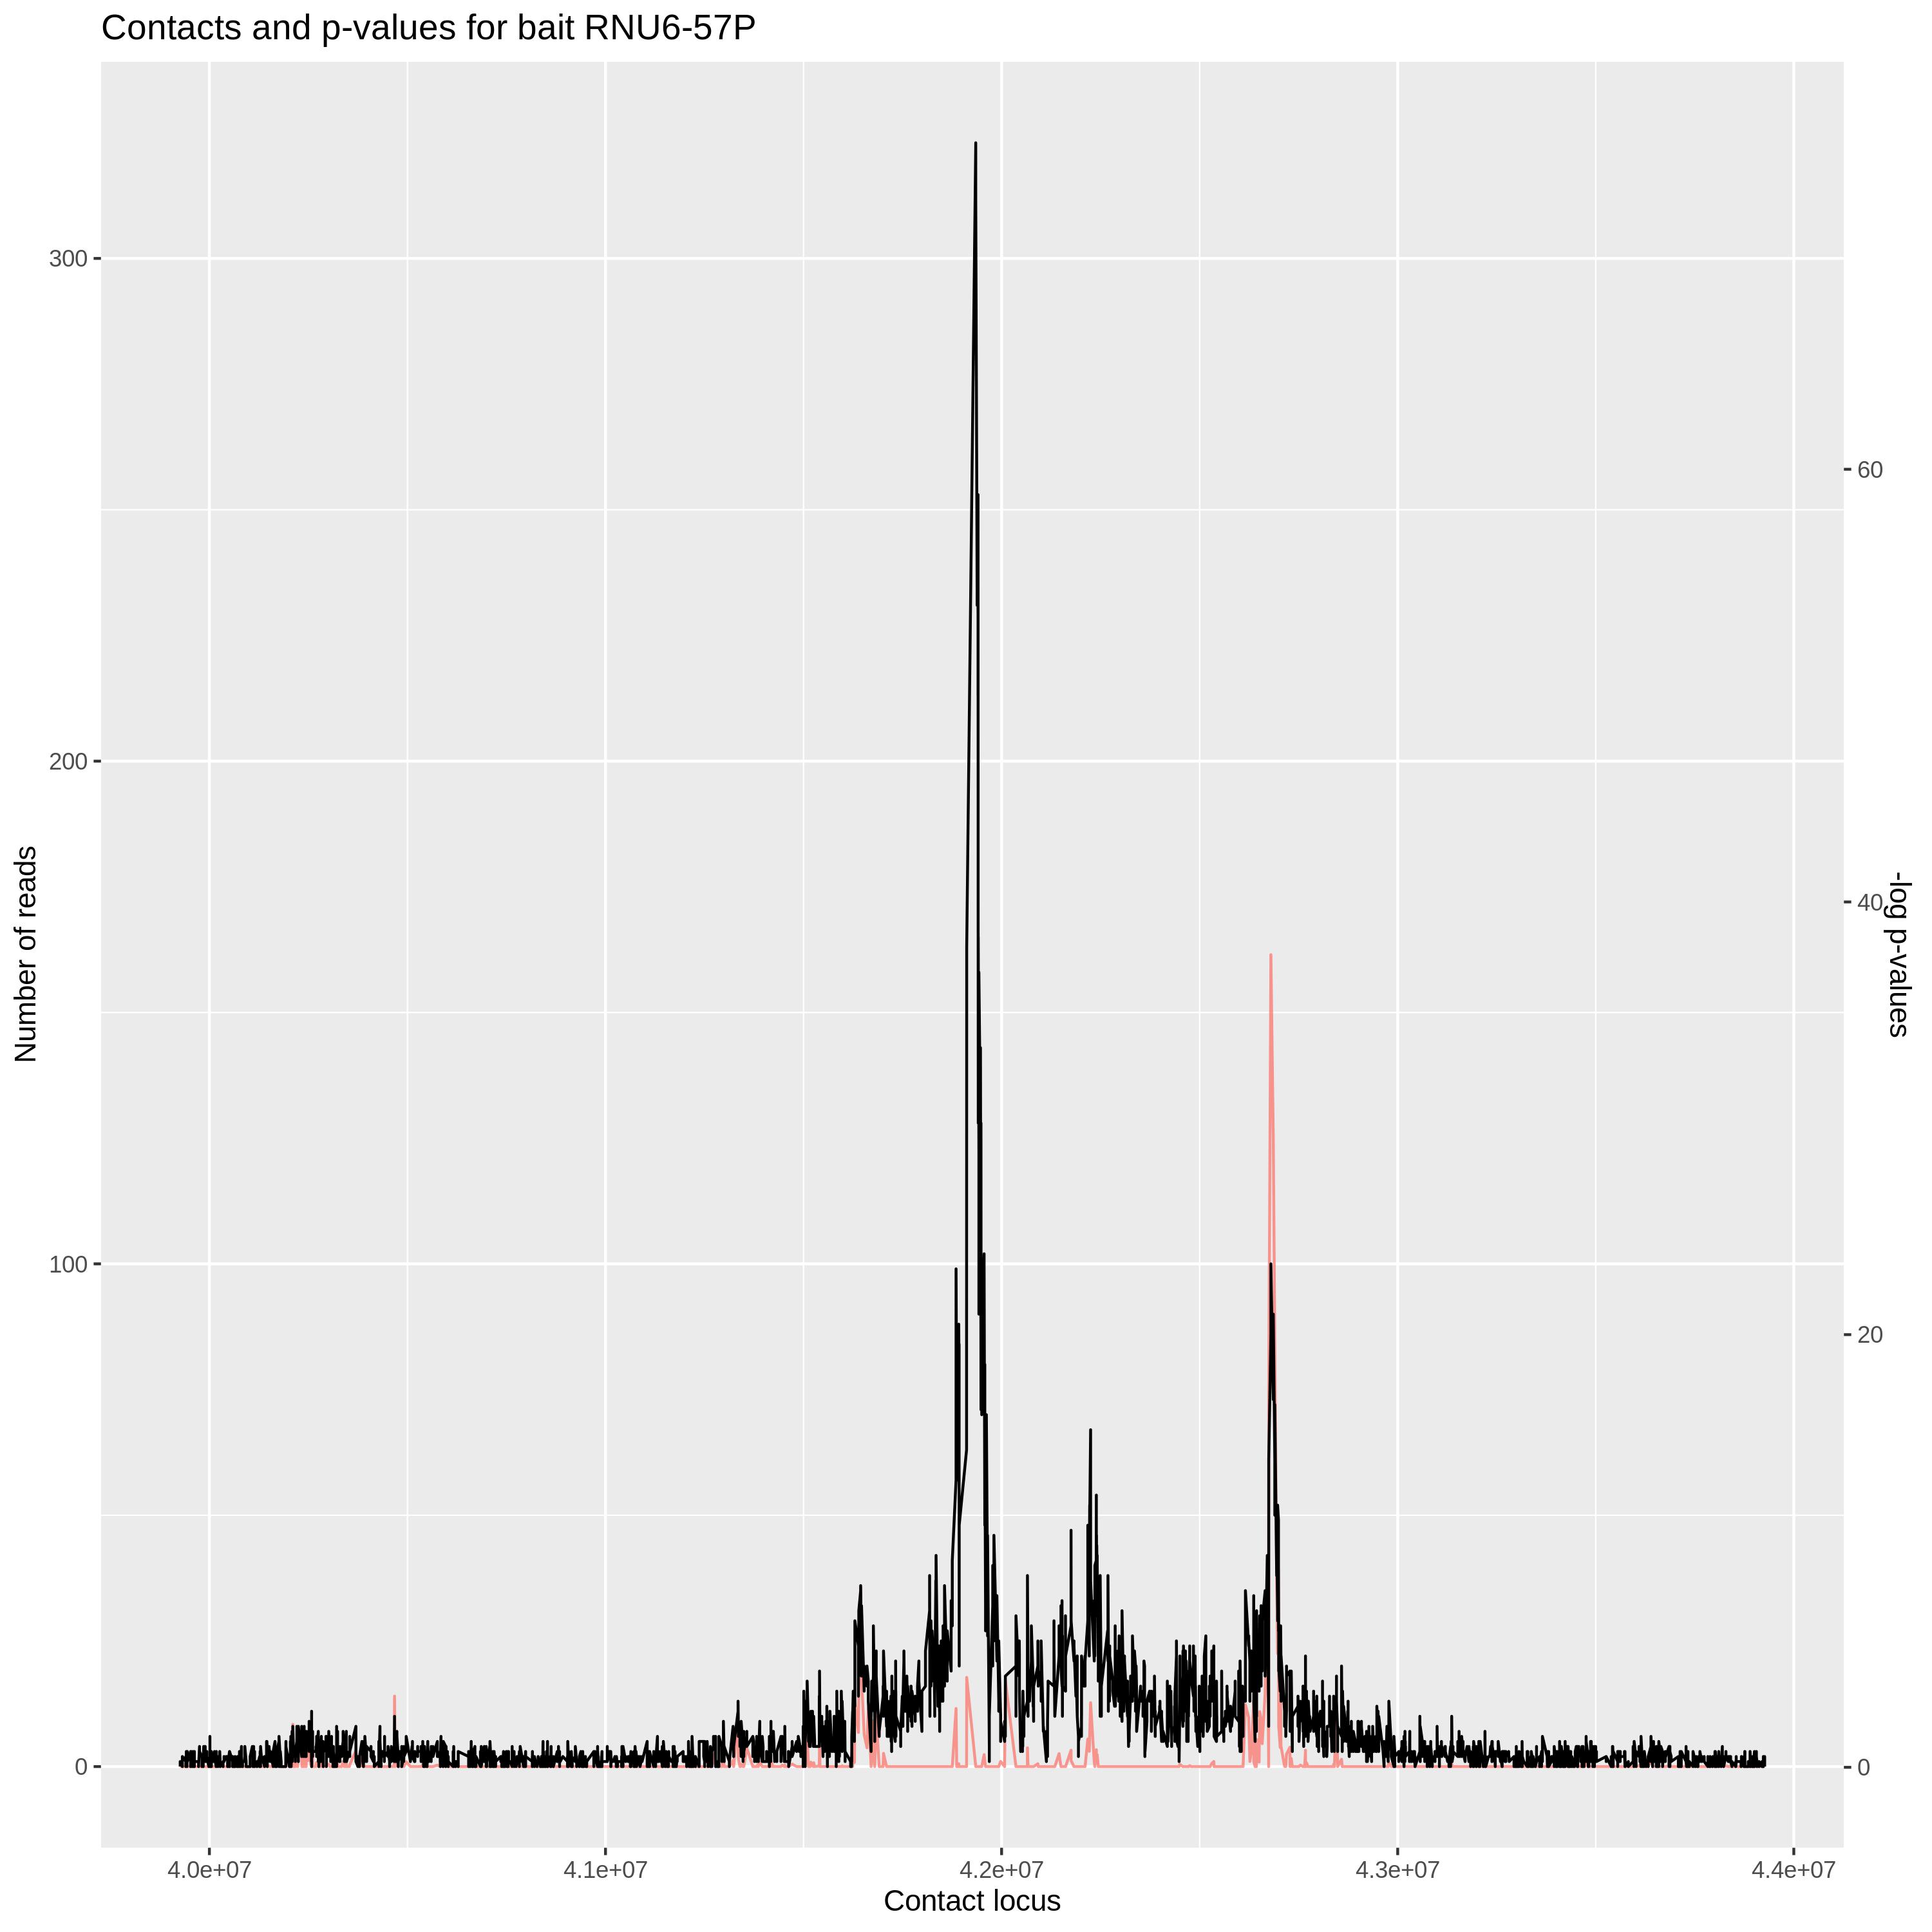 Contacts and p-values for bait RNU6-57P
300
200
100
0
Number of reads
60
40
20
0
-log p-values
4.0e+07
4.1e+07
4.2e+07
4.3e+07
4.4e+07
Contact locus